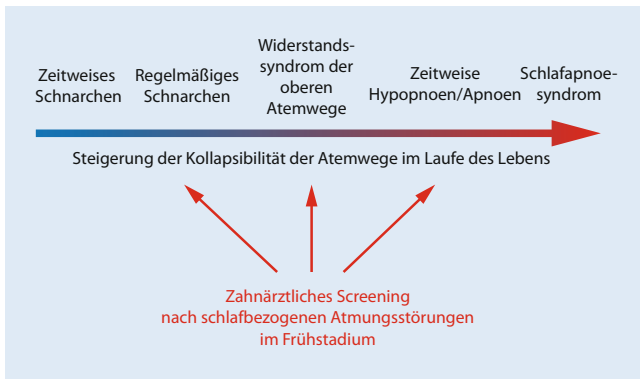 Zeitweises
Schnarchen
Regelmäßiges
Schnarchen
Widerstands-
syndrom der
oberen
Atemwege
Zeitweise
Hypopnoen/Apnoen
Schlafapnoe-
syndrom
Steigerung der Kollapsibilität der Atemwege im Laufe des Lebens
Zahnärztliches Screening
nach schlafbezogenen Atmungsstörungen
im Frühstadium